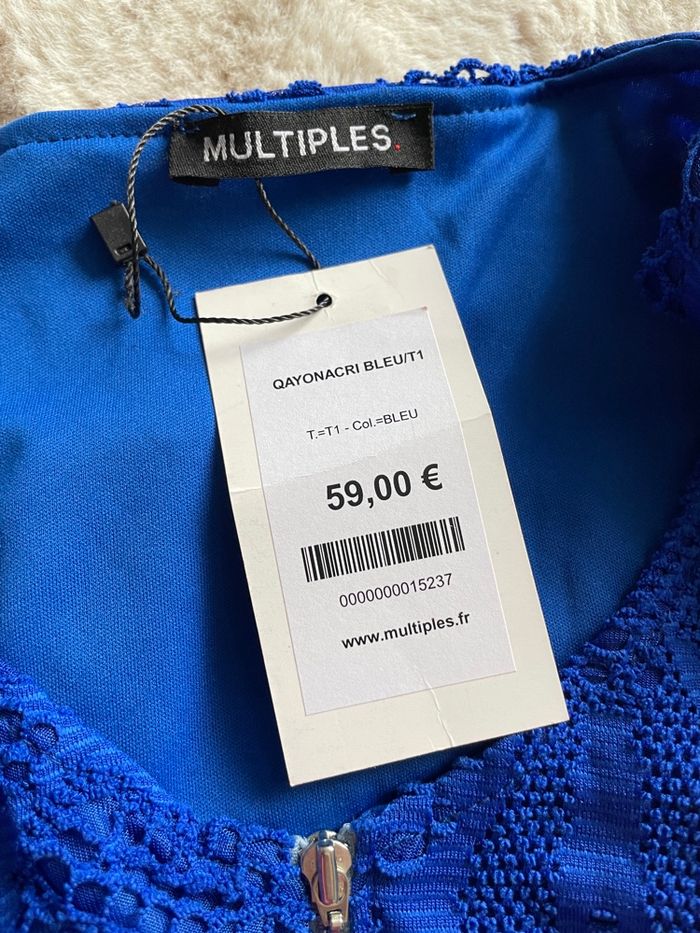 MULTIPLES.
QAYONACRI BLEU/T1
T.=T1 - Col.=BLEU
59,00 €
0000000015237
www.multiples.fr